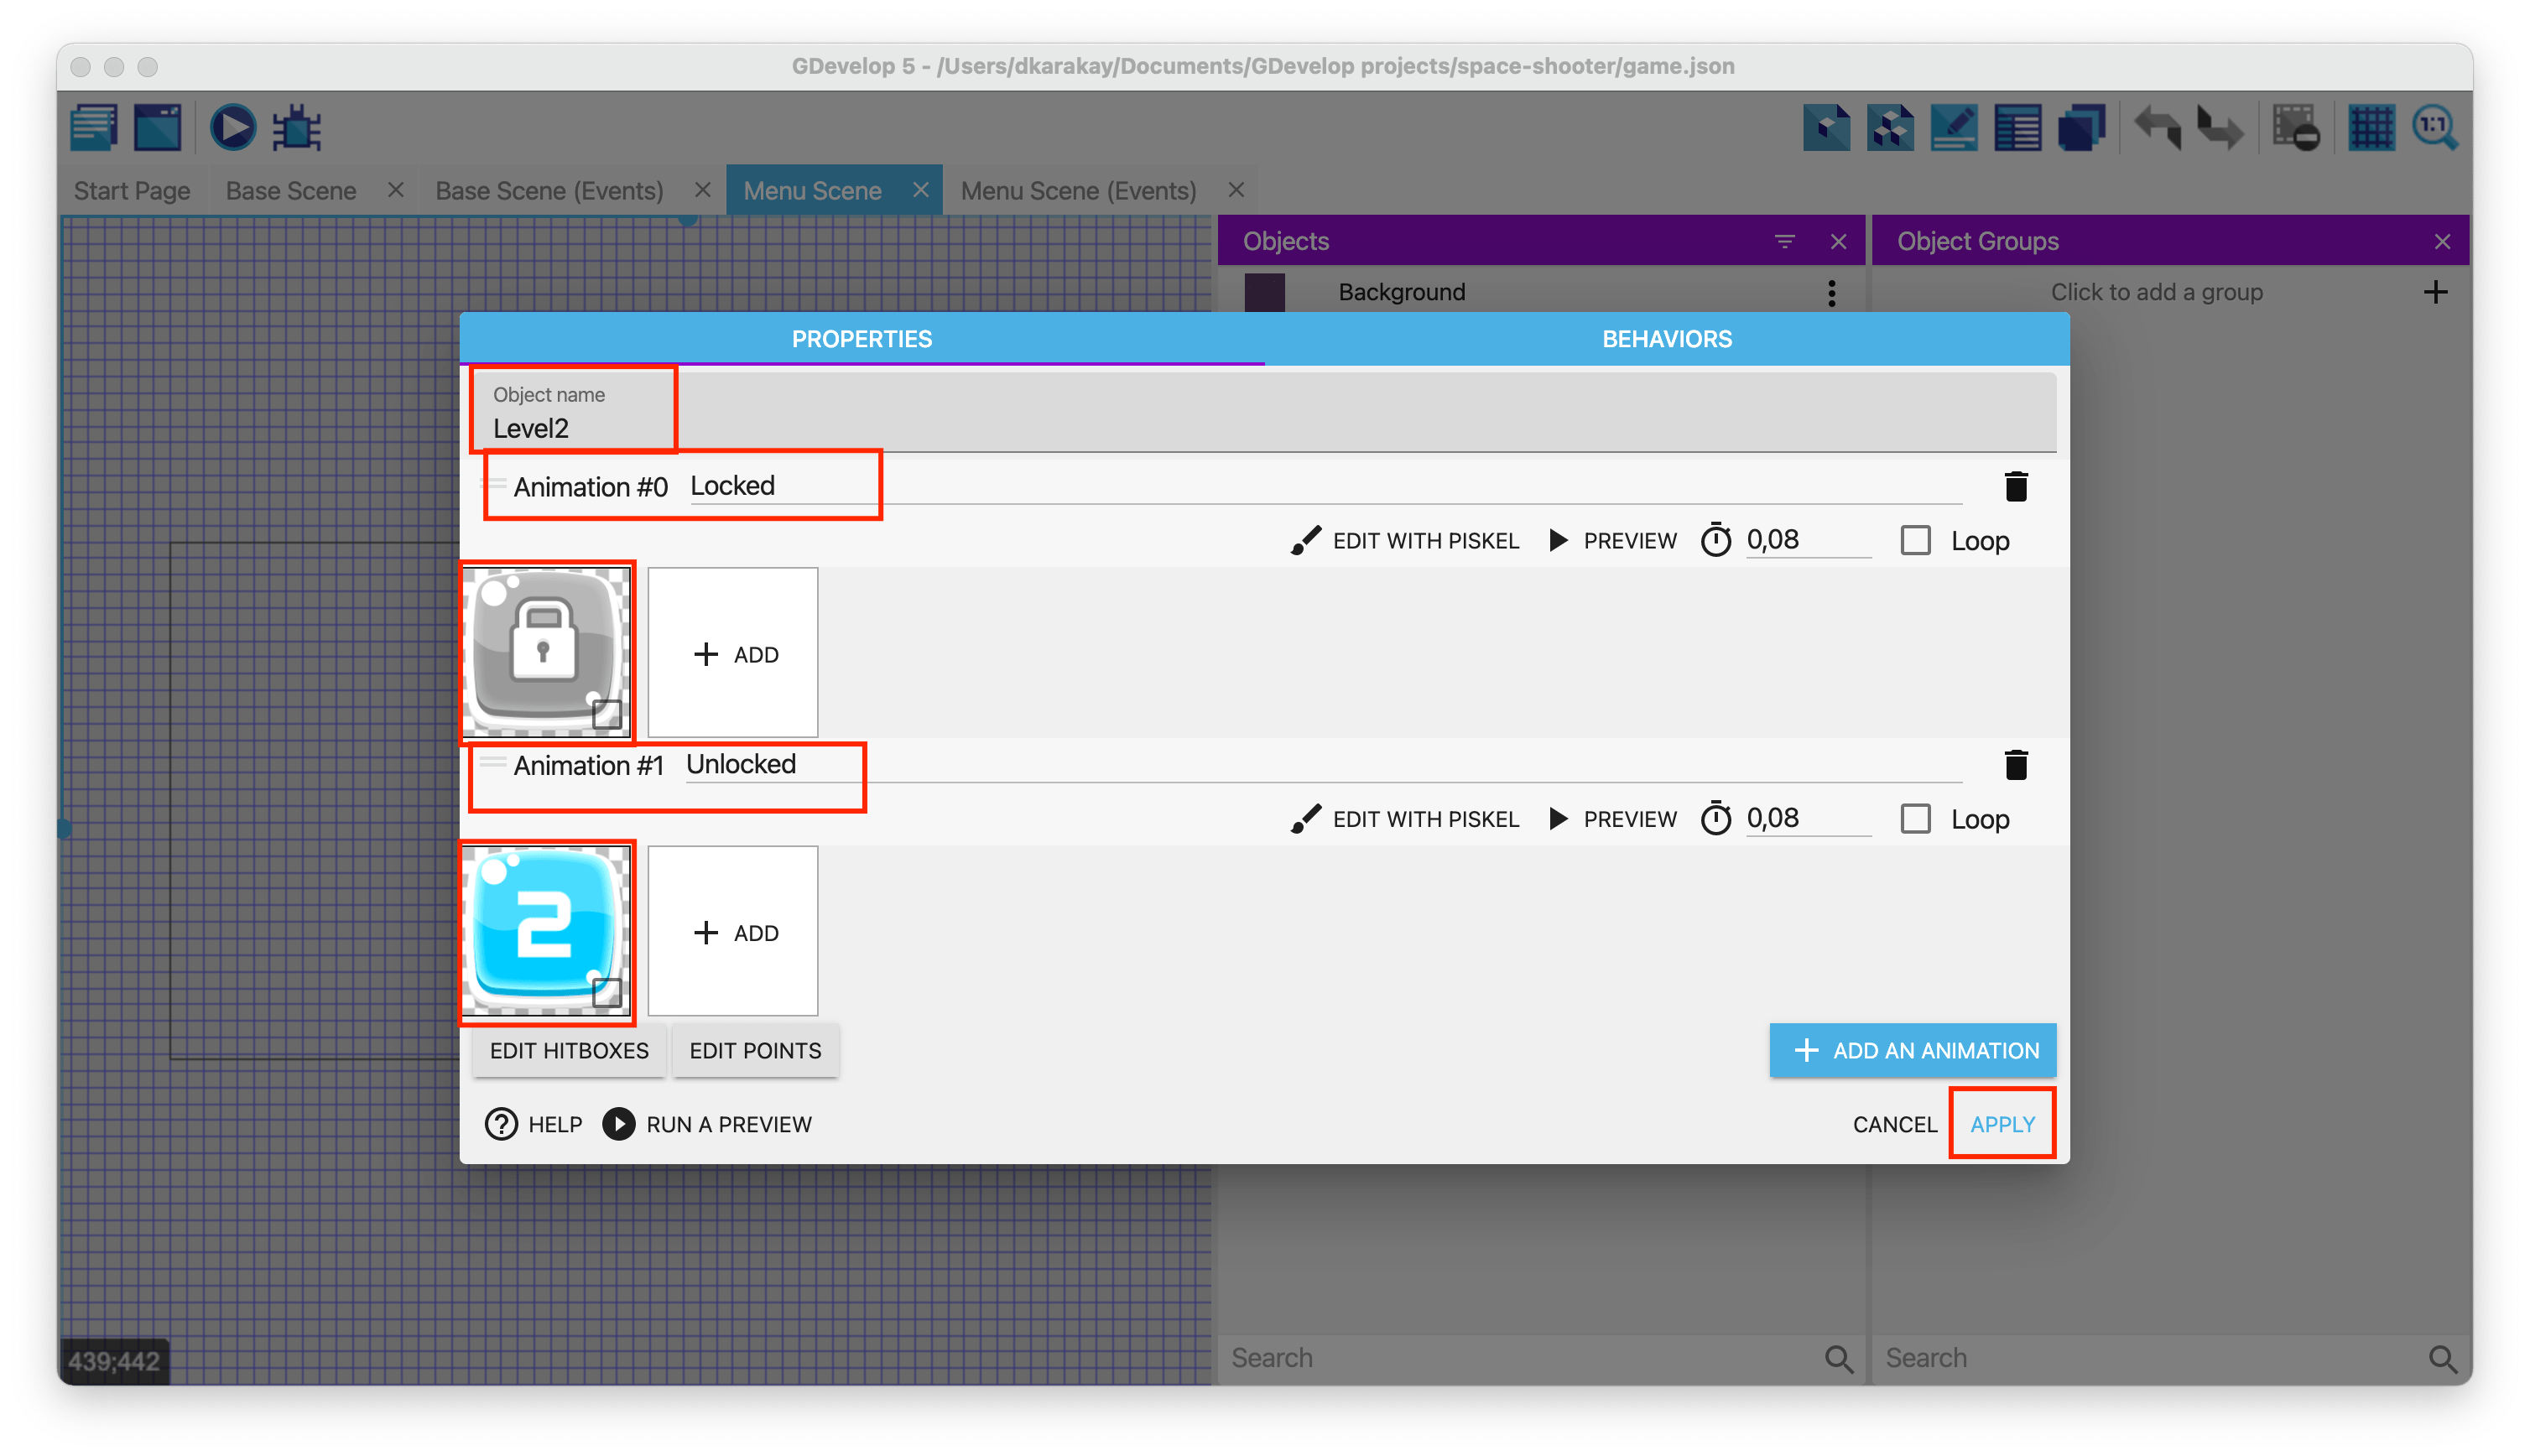 GDevelop 5 - /Users/dkarakay/Documents/GDevelop projects/space-shooter/game.json
1:1
Start Page Base Scene Base Scene (Events) Menu Scene Menu Scene (Events)
Objects Object Groups
Background Click to add a group
PROPERTIES BEHAVIORS
Object name
Level2
Animation #0 Locked
EDIT WITH PISKEL PREVIEW 0,08 Loop
ADD
Animation #1 Unlocked
EDIT WITH PISKEL PREVIEW 0,08 Loop
2
ADD
EDIT HITBOXES EDIT POINTS ADD AN ANIMATION
HELP RUN A PREVIEW CANCEL APPLY
439;442 Search Search